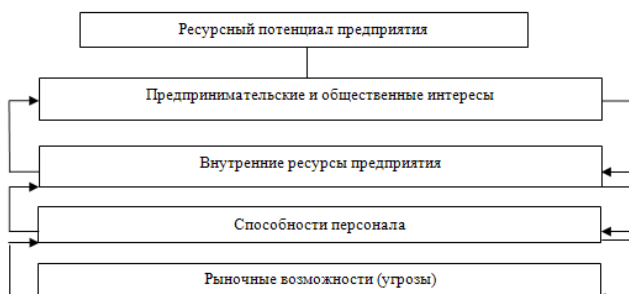 Ресурсный потенциал предприятия
Предпринимательские и общественные интересы
Внутренние ресурсы предприятия
Способности персонала
Рыночные возможности (угрозы)